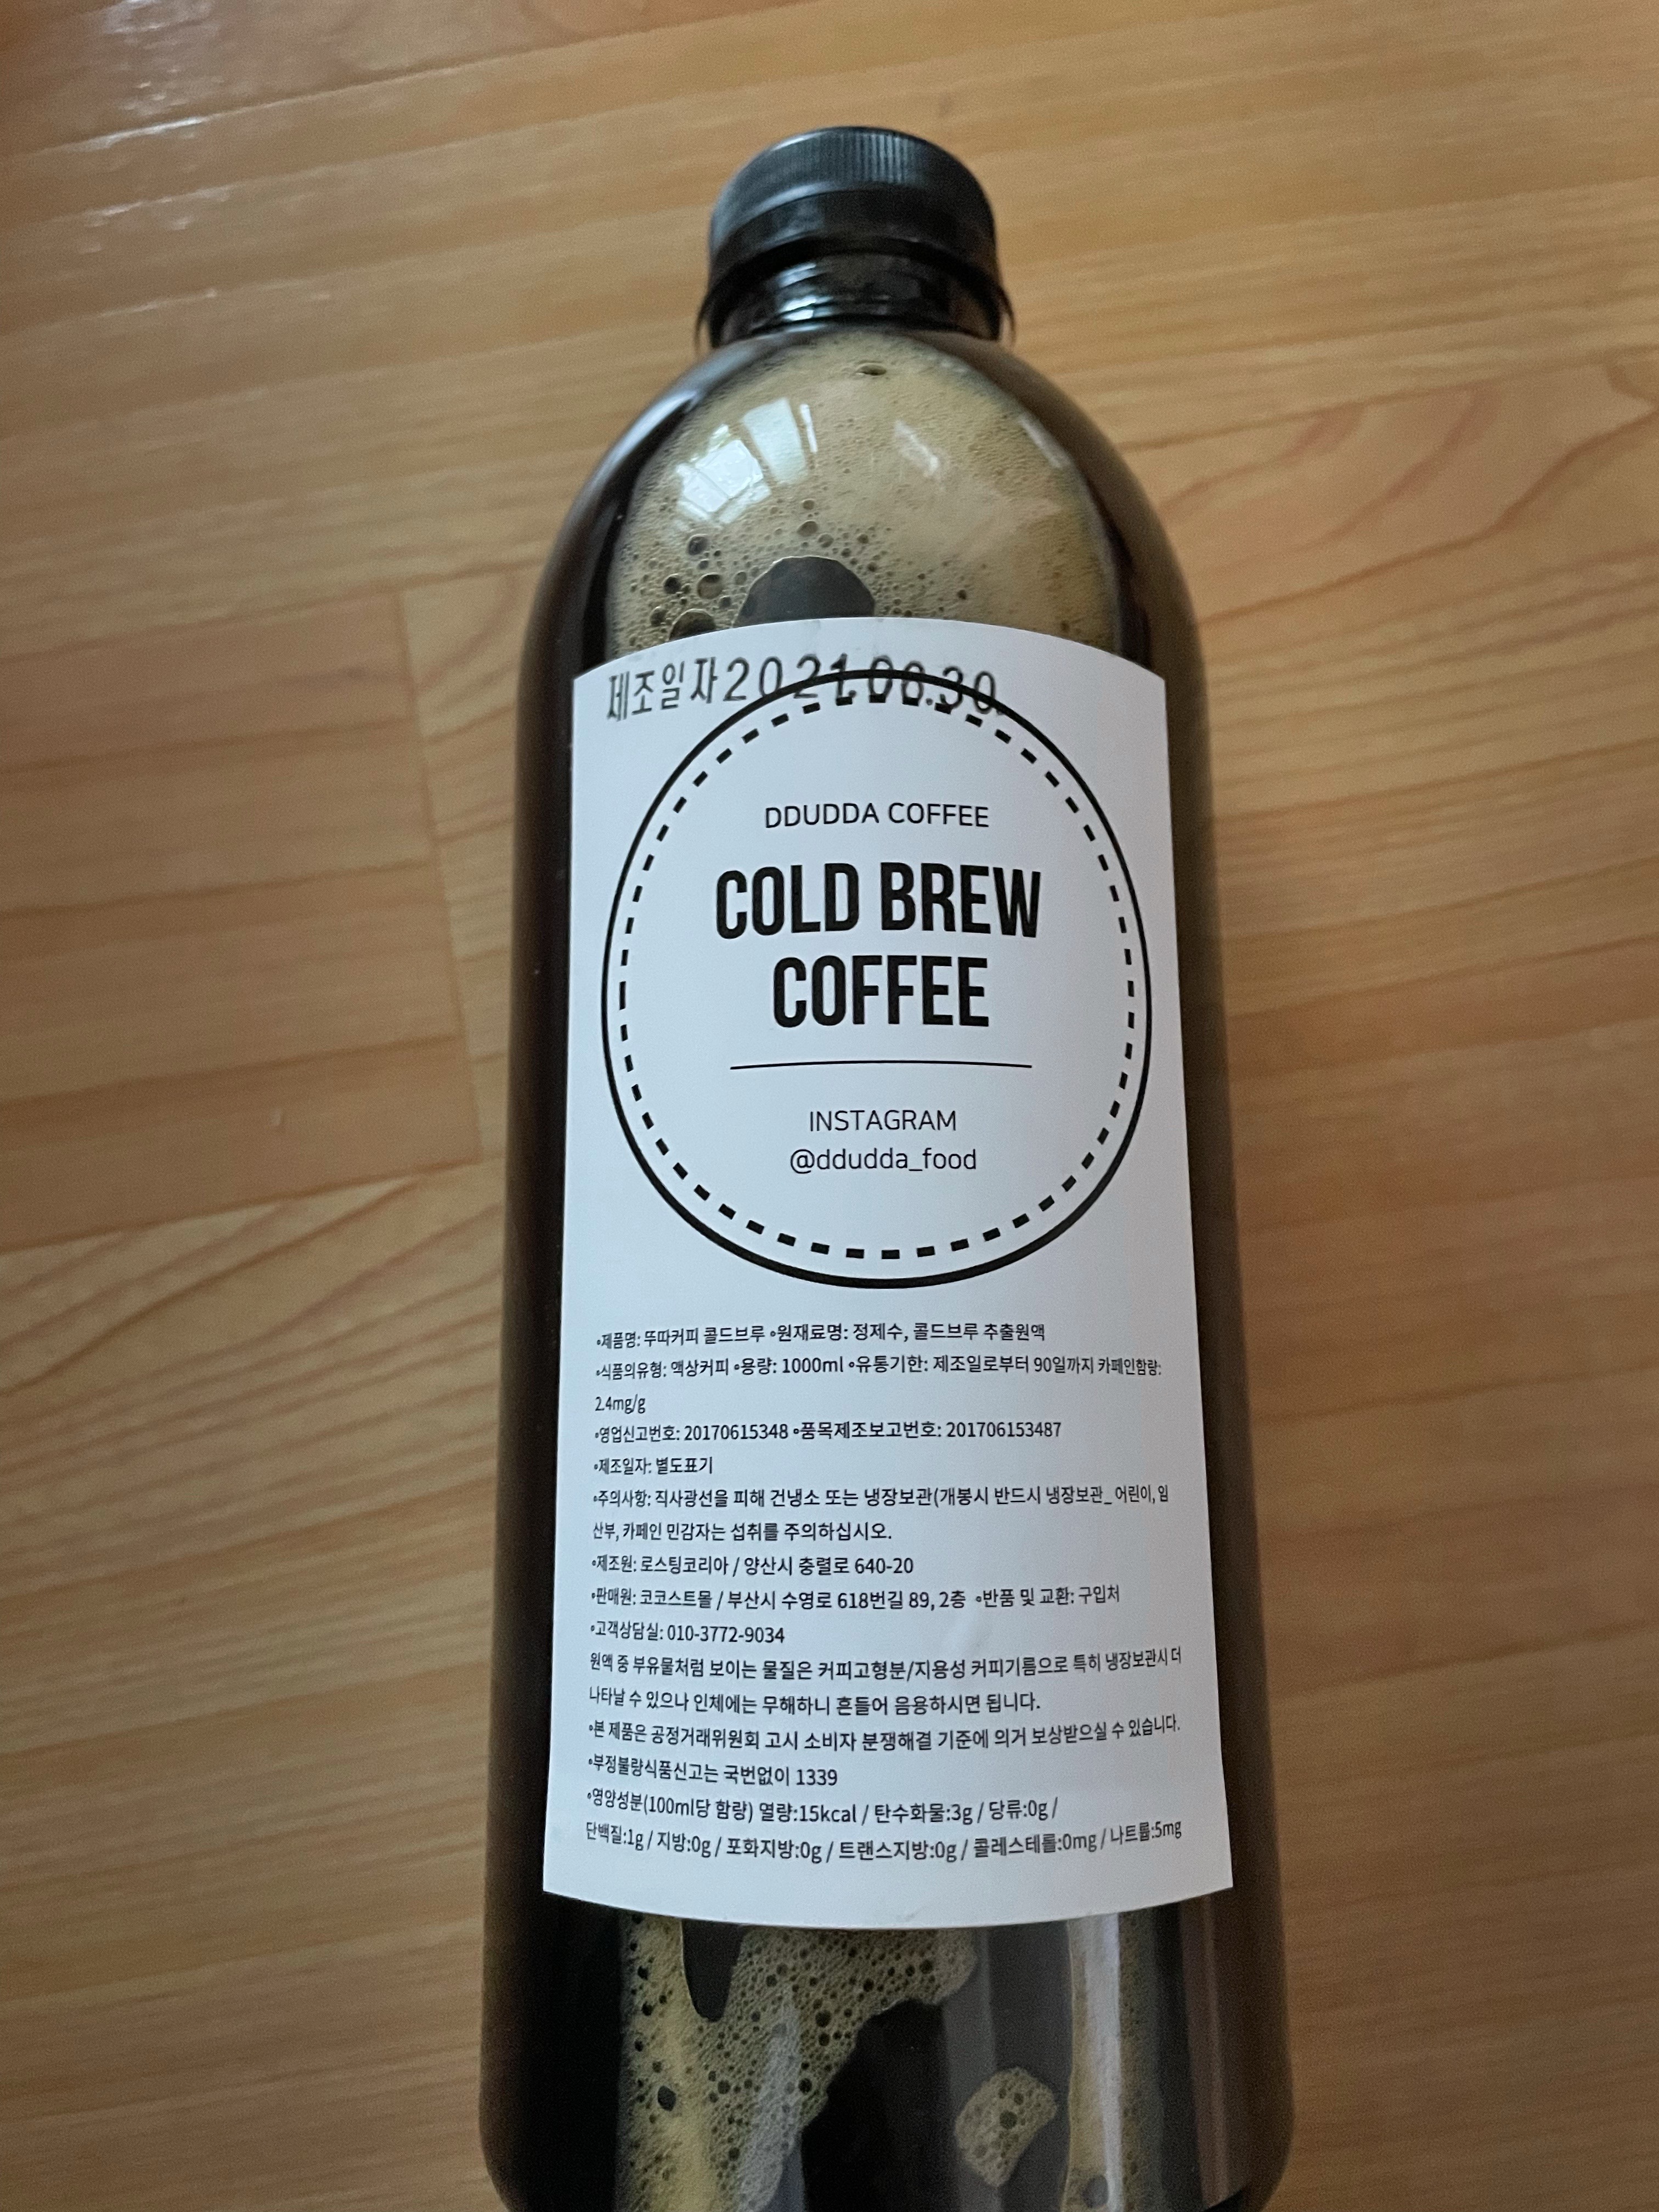 제조일자2021.06.30
DDUDDA COFFEE
COLD BREW
COFFEE
INSTAGRAM
@ddudda_food
•제품명: 뚜따커피 콜드브루 •원재료명: 정제수, 콜드브루 추출원액
•식품의유형: 액상커피 •용량: 1000ml •유통기한: 제조일로부터 90일까지 카페인함량:
2.4mg/g
•영업신고번호: 20170615348 •품목제조보고번호: 201706153487
•제조일자: 별도표기
•주의사항: 직사광선을 피해 건냉소 또는 냉장보관(개봉시 반드시 냉장보관_ 어린이, 임
산부, 카페인 민감자는 섭취를 주의하십시오.
•제조원: 로스팅코리아 / 양산시 충렬로 640-20
•판매원: 코코스트몰 / 부산시 수영로 618번길 89, 2층 •반품 및 교환: 구입처
•고객상담실: 010-3772-9034
원액 중 부유물처럼 보이는 물질은 커피고형분/지용성 커피기름으로 특히 냉장보관시 더
나타날 수 있으나 인체에는 무해하니 흔들어 음용하시면 됩니다.
•본 제품은 공정거래위원회 고시 소비자 분쟁해결 기준에 의거 보상받으실 수 있습니다.
•부정불량식품신고는 국번없이 1339
•영양성분(100ml당 함량) 열량:15kcal / 탄수화물:3g / 당류:0g /
단백질:1g / 지방:0g / 포화지방:0g / 트랜스지방:0g / 콜레스테롤:0mg / 나트륨:5mg